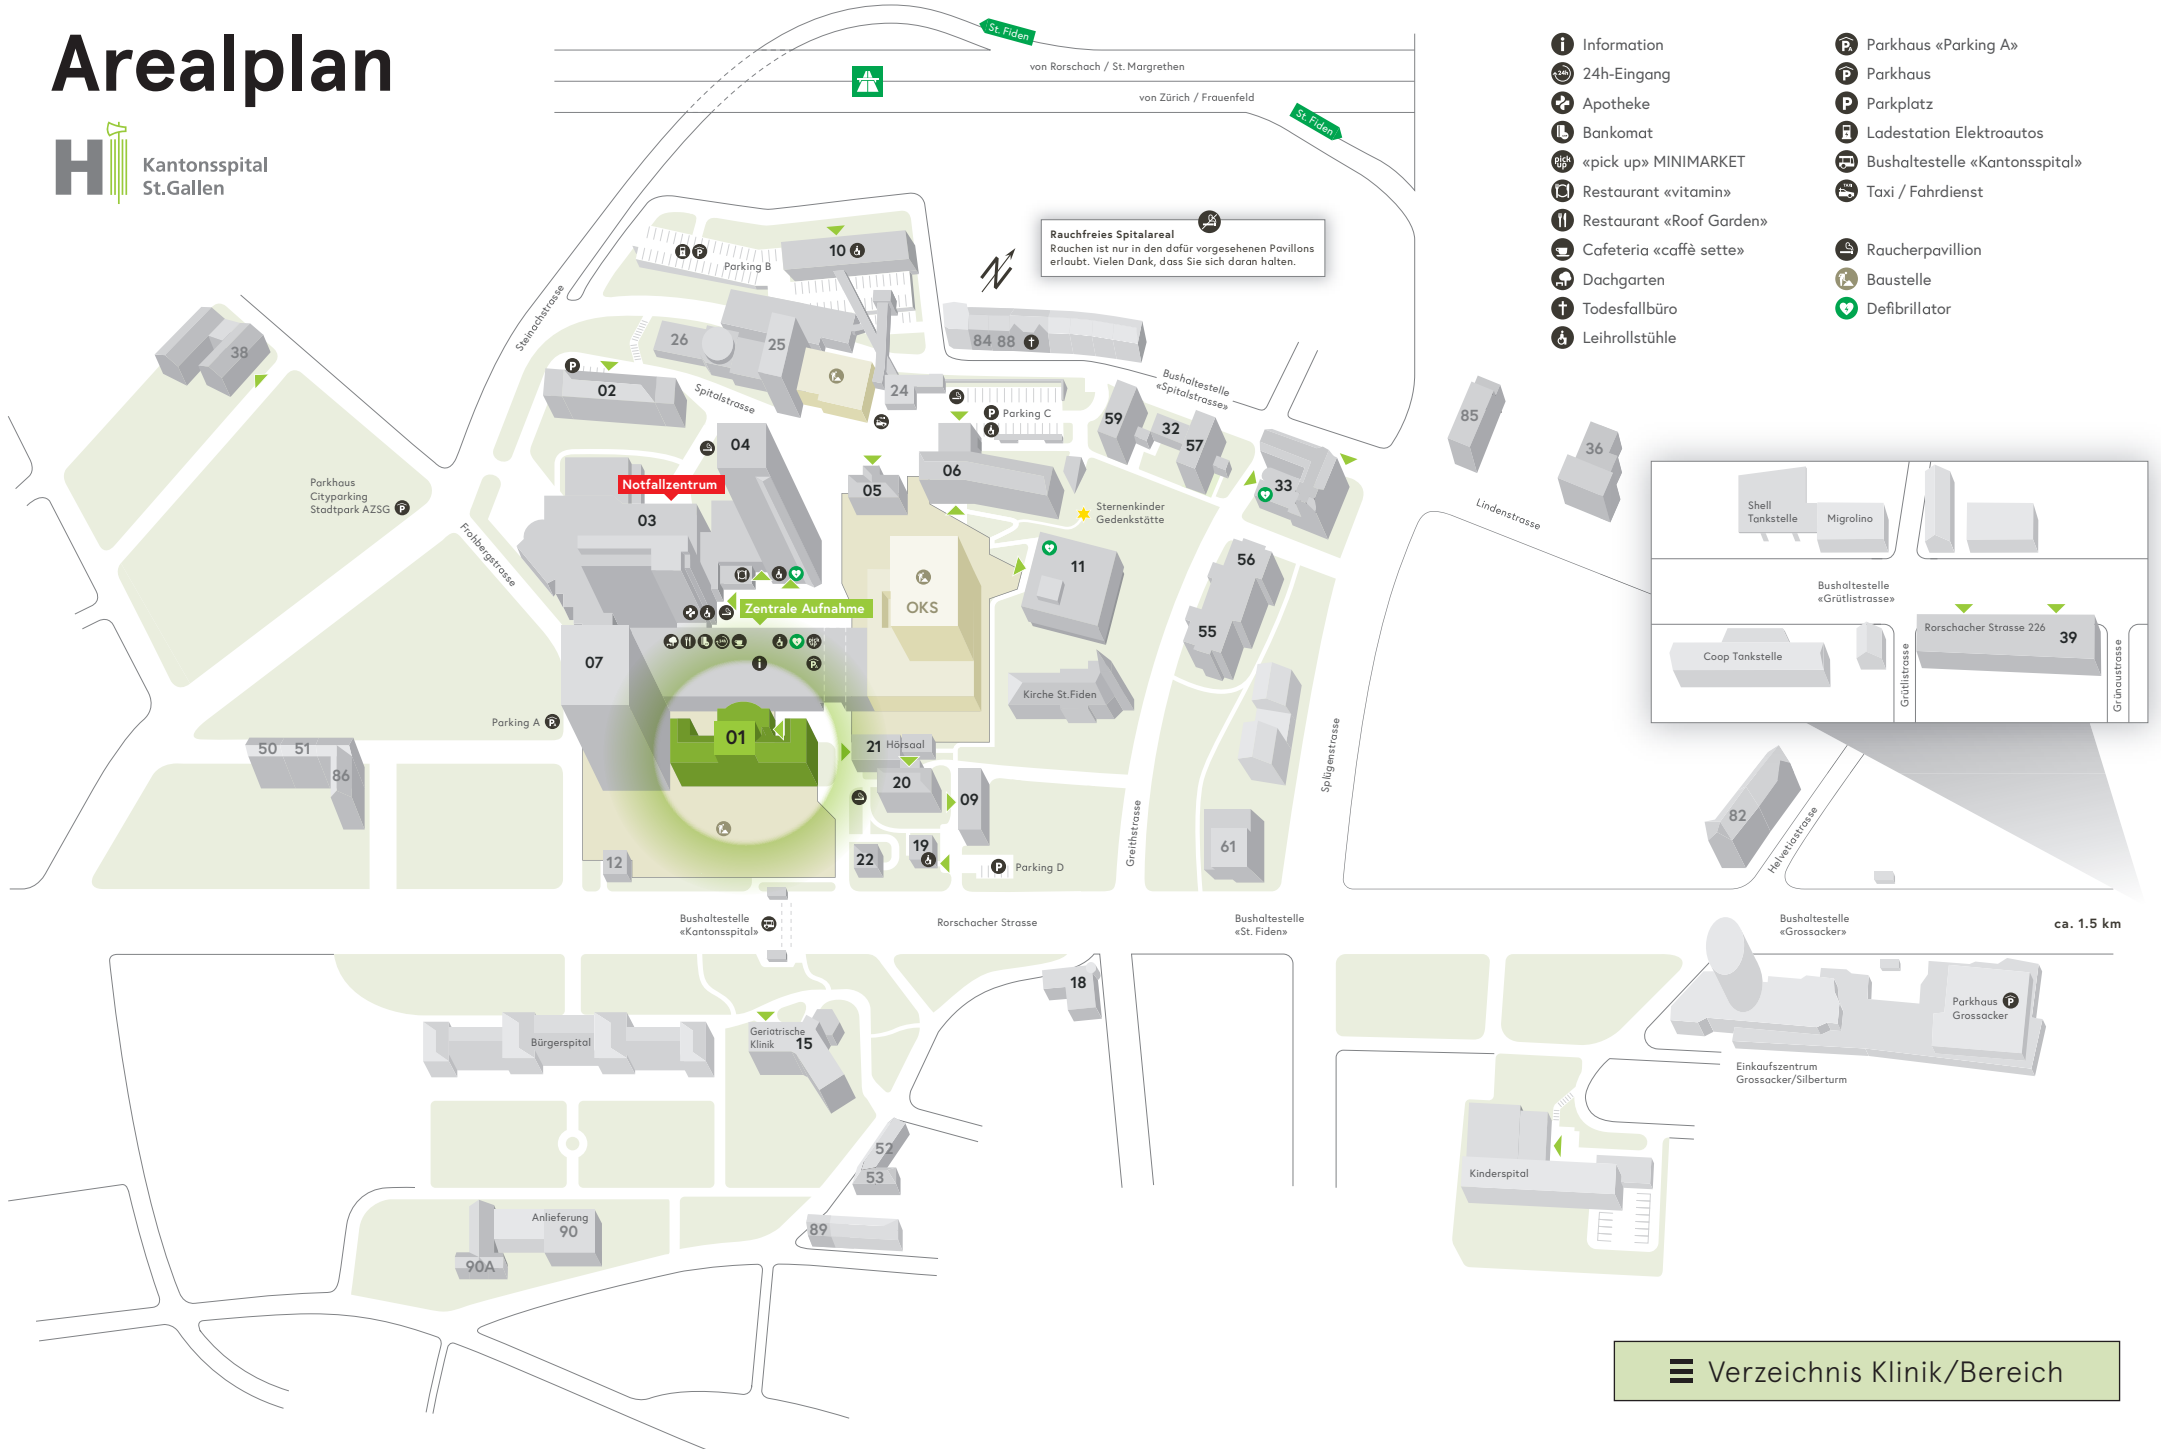 Arealplan
Kantonsspital
St.Gallen
St. Fiden
von Rorschach / St. Margrethen
von Zürich / Frauenfeld
St. Fiden
Information
24h-Eingang
Apotheke
Bankomat
«pick up» MINIMARKET
Restaurant «vitamin»
Restaurant «Roof Garden»
Cafeteria «caffè sette»
Dachgarten
Todesfallbüro
Leihrollstühle
Parkhaus «Parking A»
Parkhaus
Parkplatz
Ladestation Elektroautos
Bushaltestelle «Kantonsspital»
Taxi / Fahrdienst
Raucherpavillion
Baustelle
Defibrillator
Rauchfreies Spitalareal
Rauchen ist nur in den dafür vorgesehenen Pavillons
erlaubt. Vielen Dank, dass Sie sich daran halten.
N
10
Parking B
Steinachstrasse
38
26
25
84 88
02
Spitalstrasse
24
Bushaltestelle
«Spitalstrasse»
Parking C
59
32
57
85
36
04
06
05
33
Notfallzentrum
03
Parkhaus
Cityparking
Stadtpark AZSG
Frohbergstrasse
Sternenkinder
Gedenkstätte
Lindenstrasse
11
56
55
OKS
Zentrale Aufnahme
07
Kirche St.Fiden
Parking A
01
21 Hörsaal
20
09
50 51
86
12
22
19
Parking D
Greithstrasse
Splügenstrasse
61
82
Helvetiastrasse
Shell
Tankstelle
Migrolino
Bushaltestelle
«Grütlistrasse»
Rorschacher Strasse 226
39
Coop Tankstelle
Grütlistrasse
Grünaustrasse
Bushaltestelle
«Kantonsspital»
Rorschacher Strasse
Bushaltestelle
«St. Fiden»
Bushaltestelle
«Grossacker»
ca. 1.5 km
18
Bürgerspital
Geriatrische
Klinik
15
Parkhaus
Grossacker
Einkaufszentrum
Grossacker/Silberturm
52
53
89
Kinderspital
Anlieferung
90
90A
Verzeichnis Klinik/Bereich